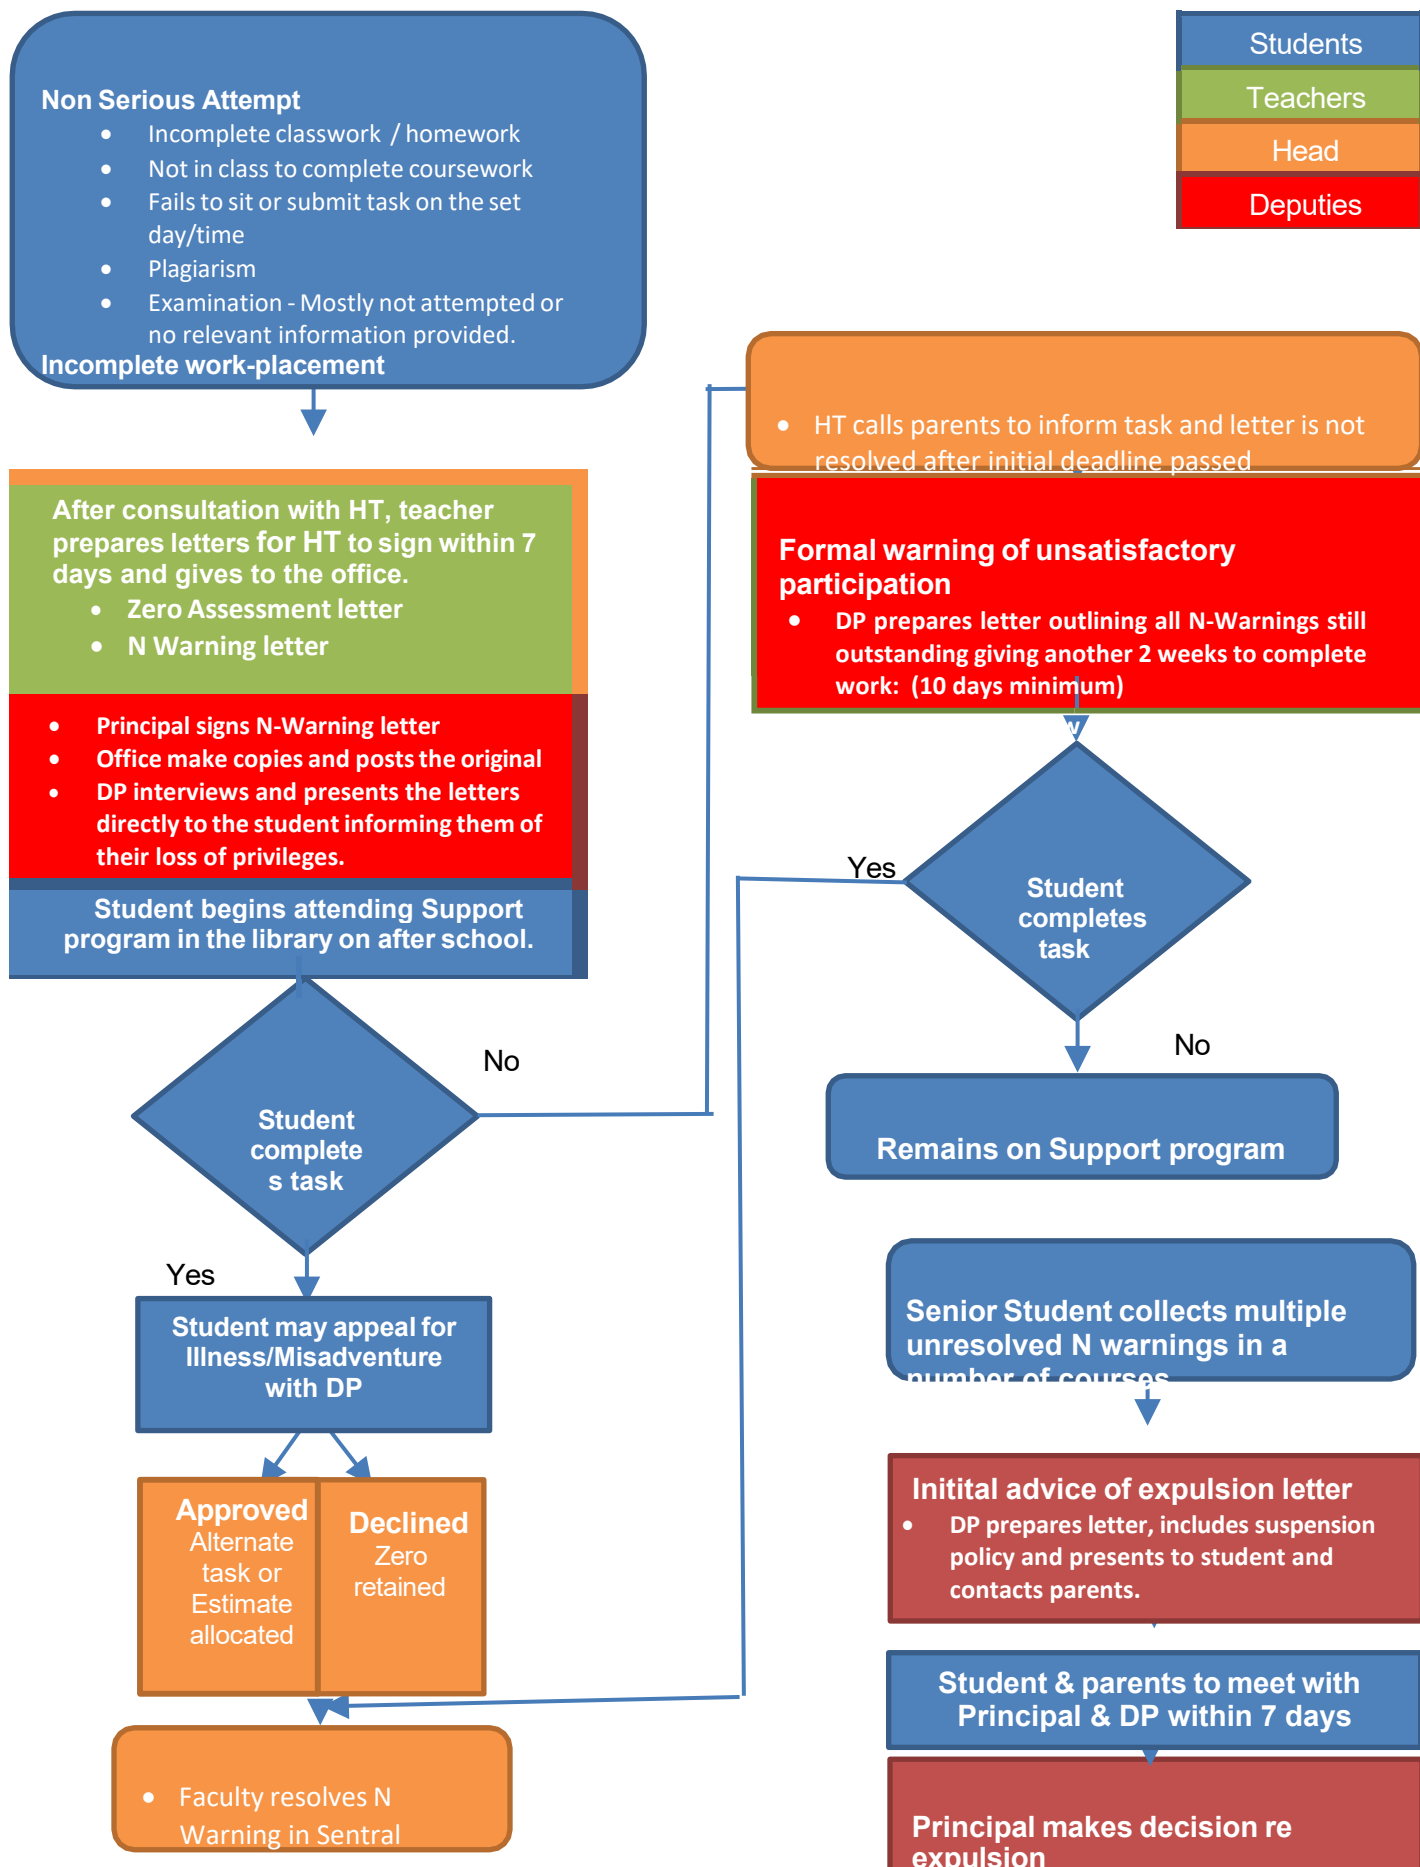 Non Serious Attempt
• Incomplete classwork / homework
• Not in class to complete coursework
• Fails to sit or submit task on the set
day/time
• Plagiarism
• Examination - Mostly not attempted or
no relevant information provided.
Incomplete work-placement
Students
Teachers
Head
Deputies
After consultation with HT, teacher
prepares letters for HT to sign within 7
days and gives to the office.
• Zero Assessment letter
• N Warning letter
• Principal signs N-Warning letter
• Office make copies and posts the original
• DP interviews and presents the letters
directly to the student informing them of
their loss of privileges.
Student begins attending Support
program in the library on after school.
No
Student
complete
s task
Yes
Student may appeal for
Illness/Misadventure
with DP
Approved
Alternate
task or
Estimate
allocated
Declined
Zero
retained
• Faculty resolves N
Warning in Sentral
• HT calls parents to inform task and letter is not
resolved after initial deadline passed
Formal warning of unsatisfactory
participation
• DP prepares letter outlining all N-Warnings still
outstanding giving another 2 weeks to complete
work: (10 days minimum)
Yes
Student
completes
task
No
Remains on Support program
Senior Student collects multiple
unresolved N warnings in a
number of courses
Initital advice of expulsion letter
• DP prepares letter, includes suspension
policy and presents to student and
contacts parents.
Student & parents to meet with
Principal & DP within 7 days
Principal makes decision re
expulsion